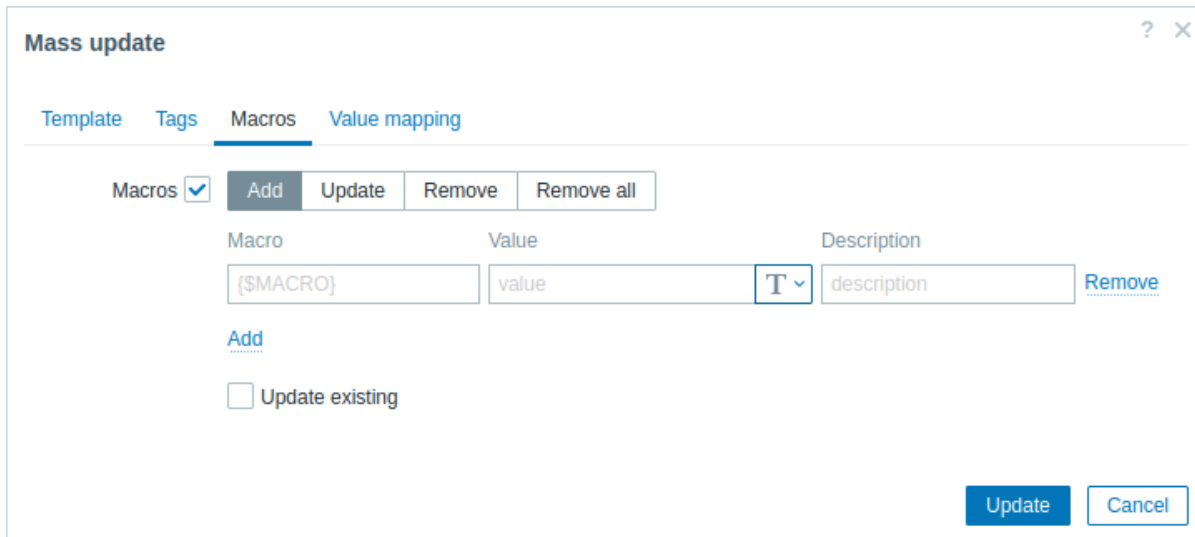 Mass update ?
Template Tags Macros Value mapping
Macros Add Update Remove Remove all
Macro Value Description
{$MACRO} value T description Remove
Add
Update existing
Update Cancel